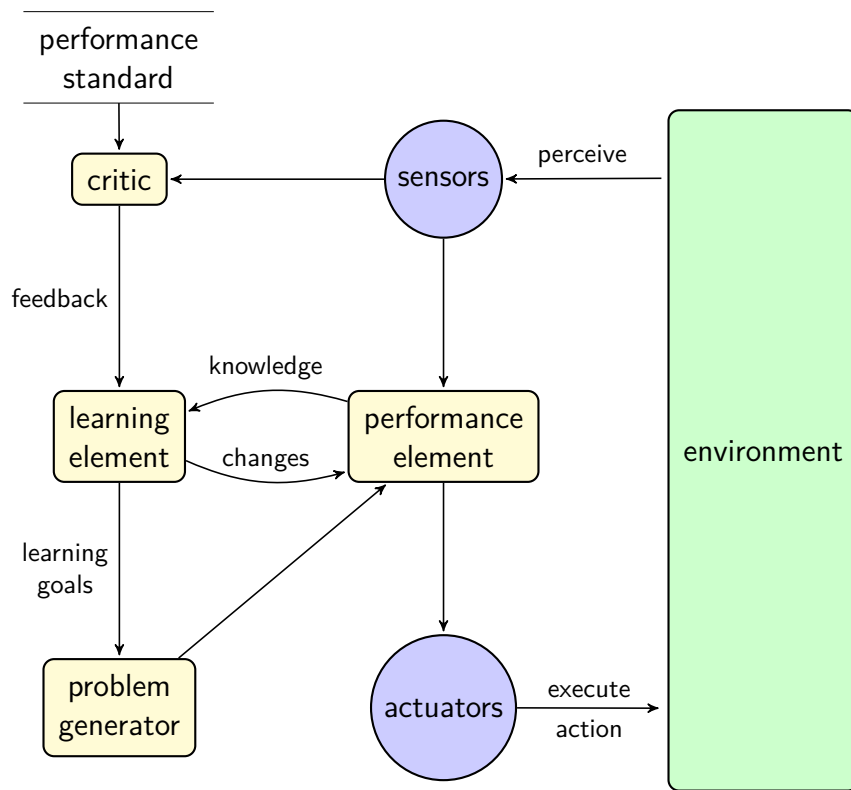 performance
standard
critic
sensors
perceive
feedback
knowledge
learning
element
changes
performance
element
environment
learning
goals
problem
generator
actuators
execute
action